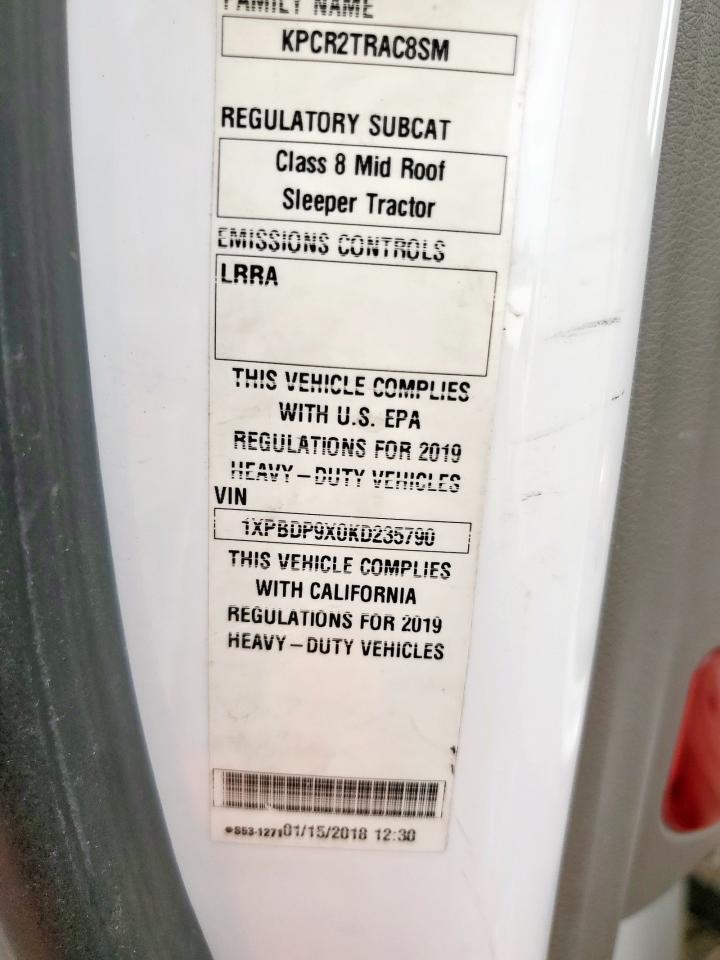 FAMILY NAME
KPCR2TRAC8SM
REGULATORY SUBCAT
Class 8 Mid Roof
Sleeper Tractor
EMISSIONS CONTROLS
LRRA
THIS VEHICLE COMPLIES
WITH U.S. EPA
REGULATIONS FOR 2019
HEAVY-DUTY VEHICLES
VIN
1XPBDP9X0KD235790
THIS VEHICLE COMPLIES
WITH CALIFORNIA
REGULATIONS FOR 2019
HEAVY-DUTY VEHICLES
S53-1271 01/15/2018 12:30